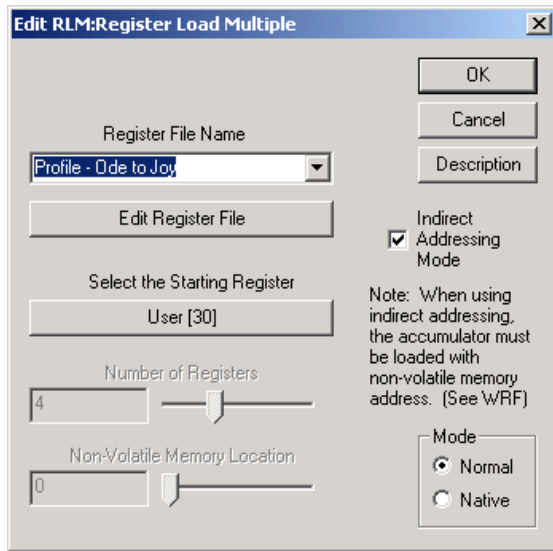 Edit RLM:Register Load Multiple
OK
Cancel
Description
Register File Name
Profile - Ode to Joy
Edit Register File
Indirect
Addressing
Mode
Select the Starting Register
User [30]
Note: When using
indirect addressing,
the accumulator must
be loaded with
non-volatile memory
address. (See WRF)
Number of Registers
4
Non-Volatile Memory Location
0
Mode
Normal
Native